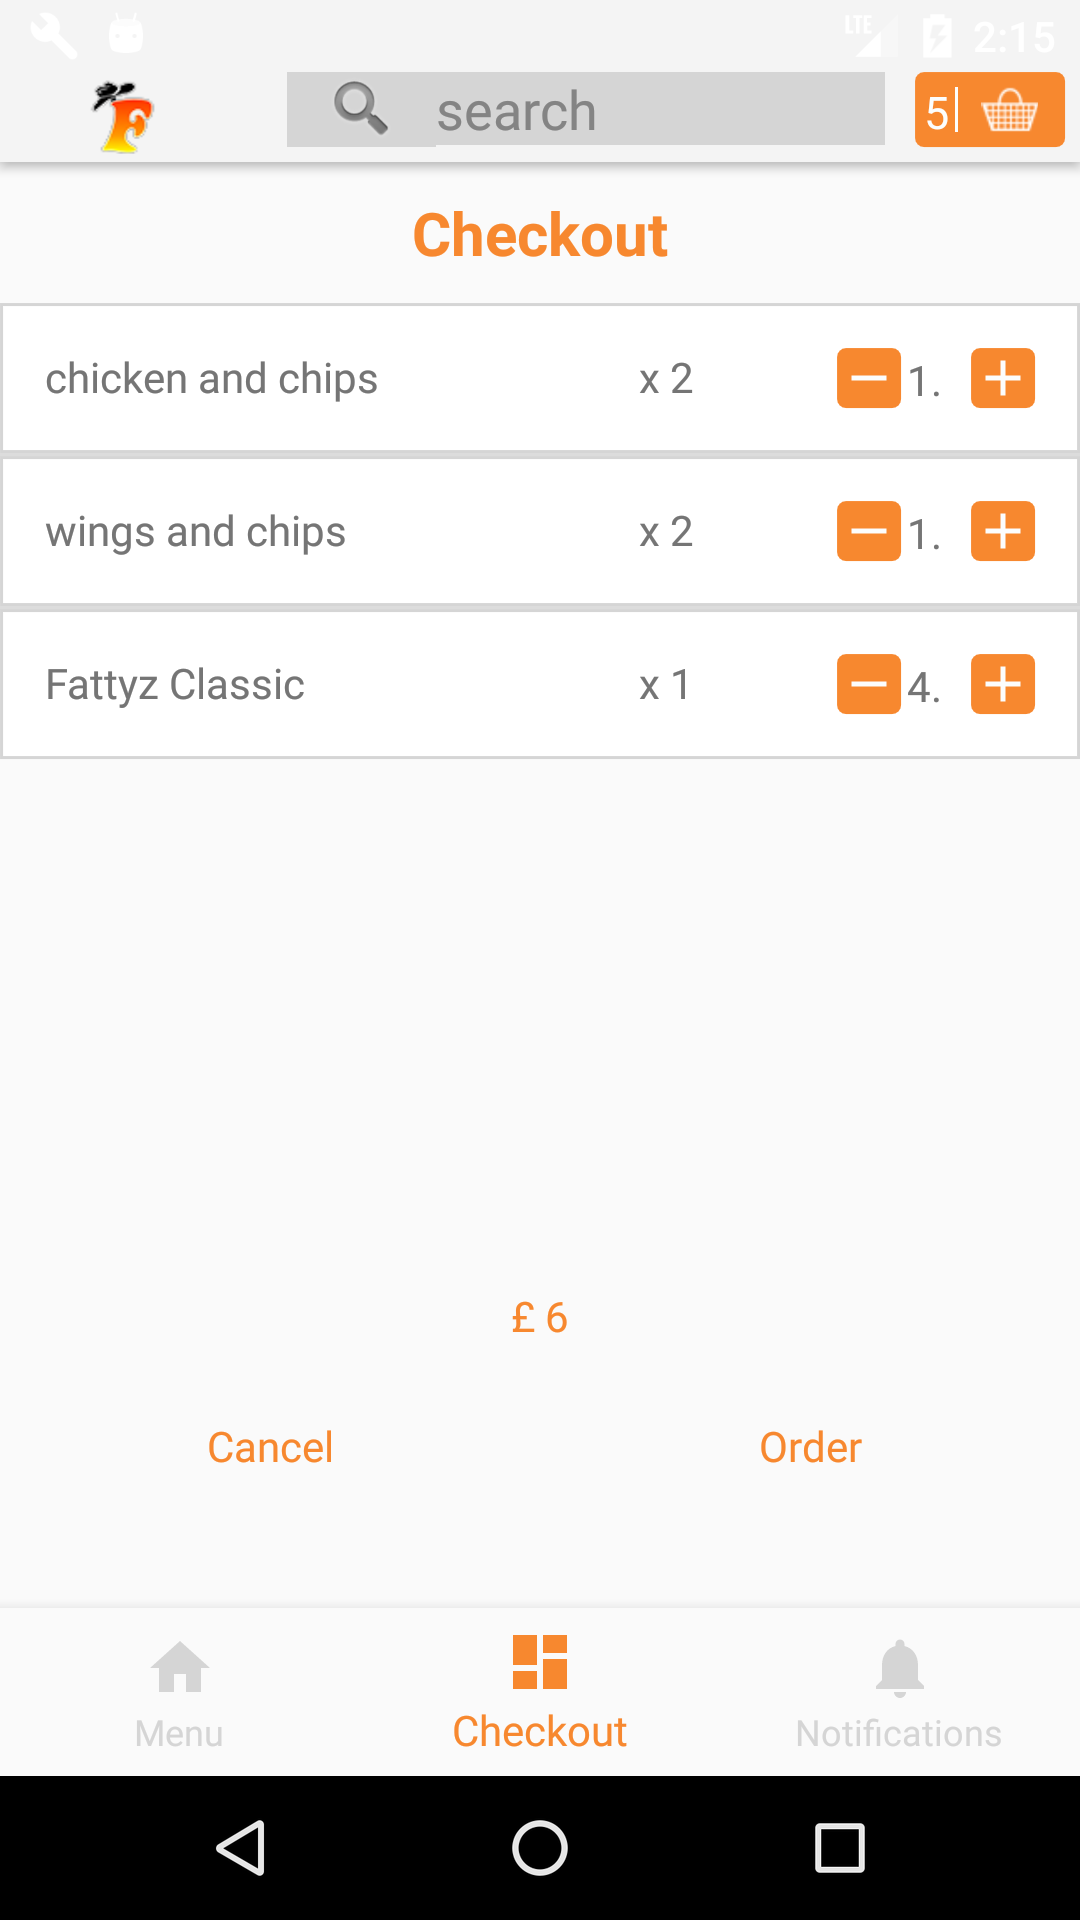 LTE 2:15
F search 5
Checkout
chicken and chips x 2 1.
wings and chips x 2 1.
Fattyz Classic x 1 4.
£ 6
Cancel Order
Menu Checkout Notifications